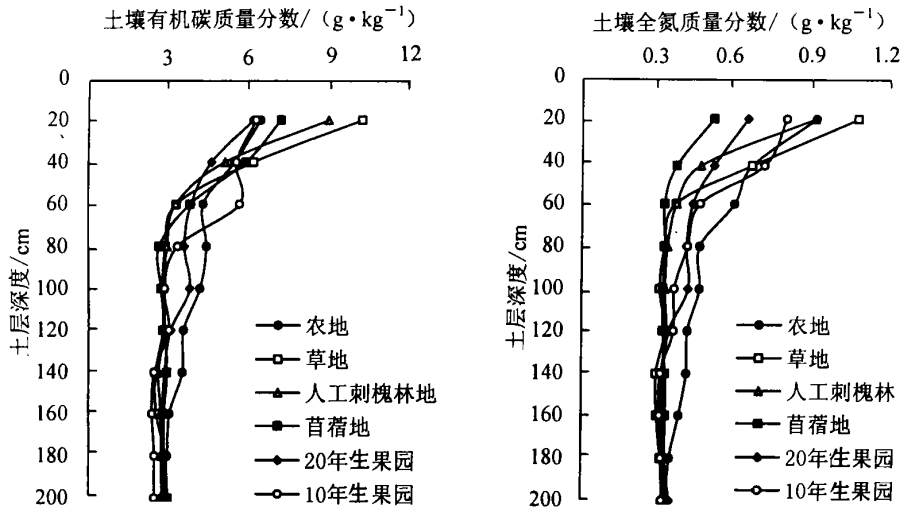 土壤有机碳质量分数/(g·kg⁻¹)
3 6 9 12
0
20
40
60
80
100
120
140
160
180
200
土层深度/cm
农地
草地
人工刺槐林地
苜蓿地
20年生果园
10年生果园
土壤全氮质量分数/(g·kg⁻¹)
0.3 0.6 0.9 1.2
0
20
40
60
80
100
120
140
160
180
200
土层深度/cm
农地
草地
人工刺槐林
苜蓿地
20年生果园
10年生果园